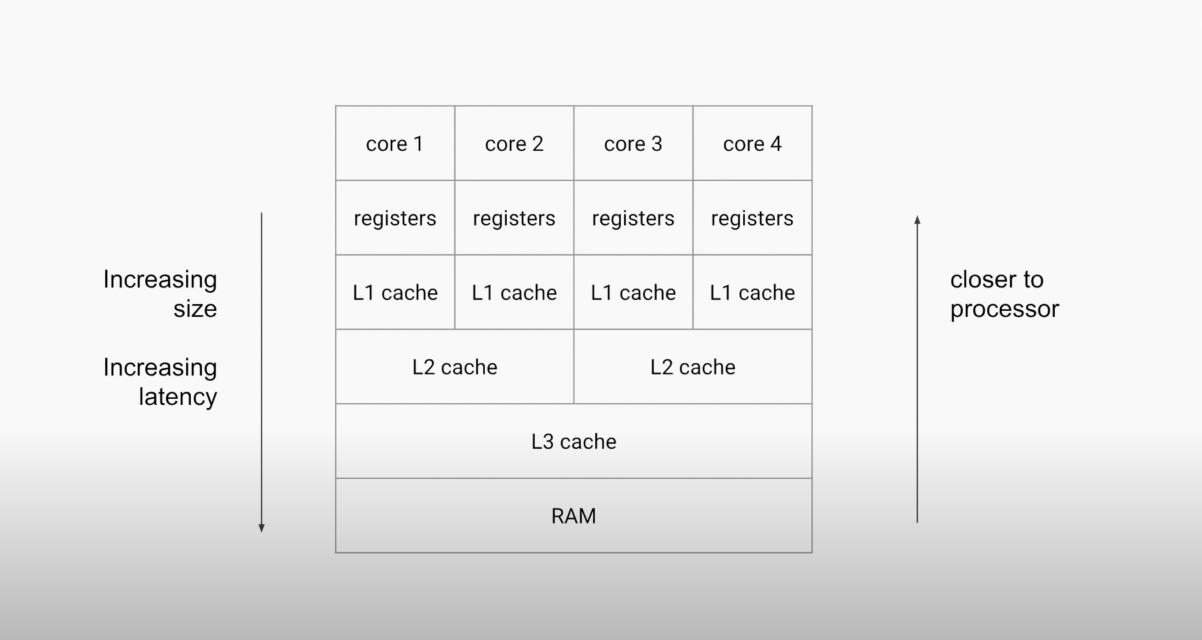 core 1 core 2 core 3 core 4
registers registers registers registers
Increasing
size
closer to
processor
L1 cache L1 cache L1 cache L1 cache
Increasing
latency
L2 cache L2 cache
L3 cache
RAM